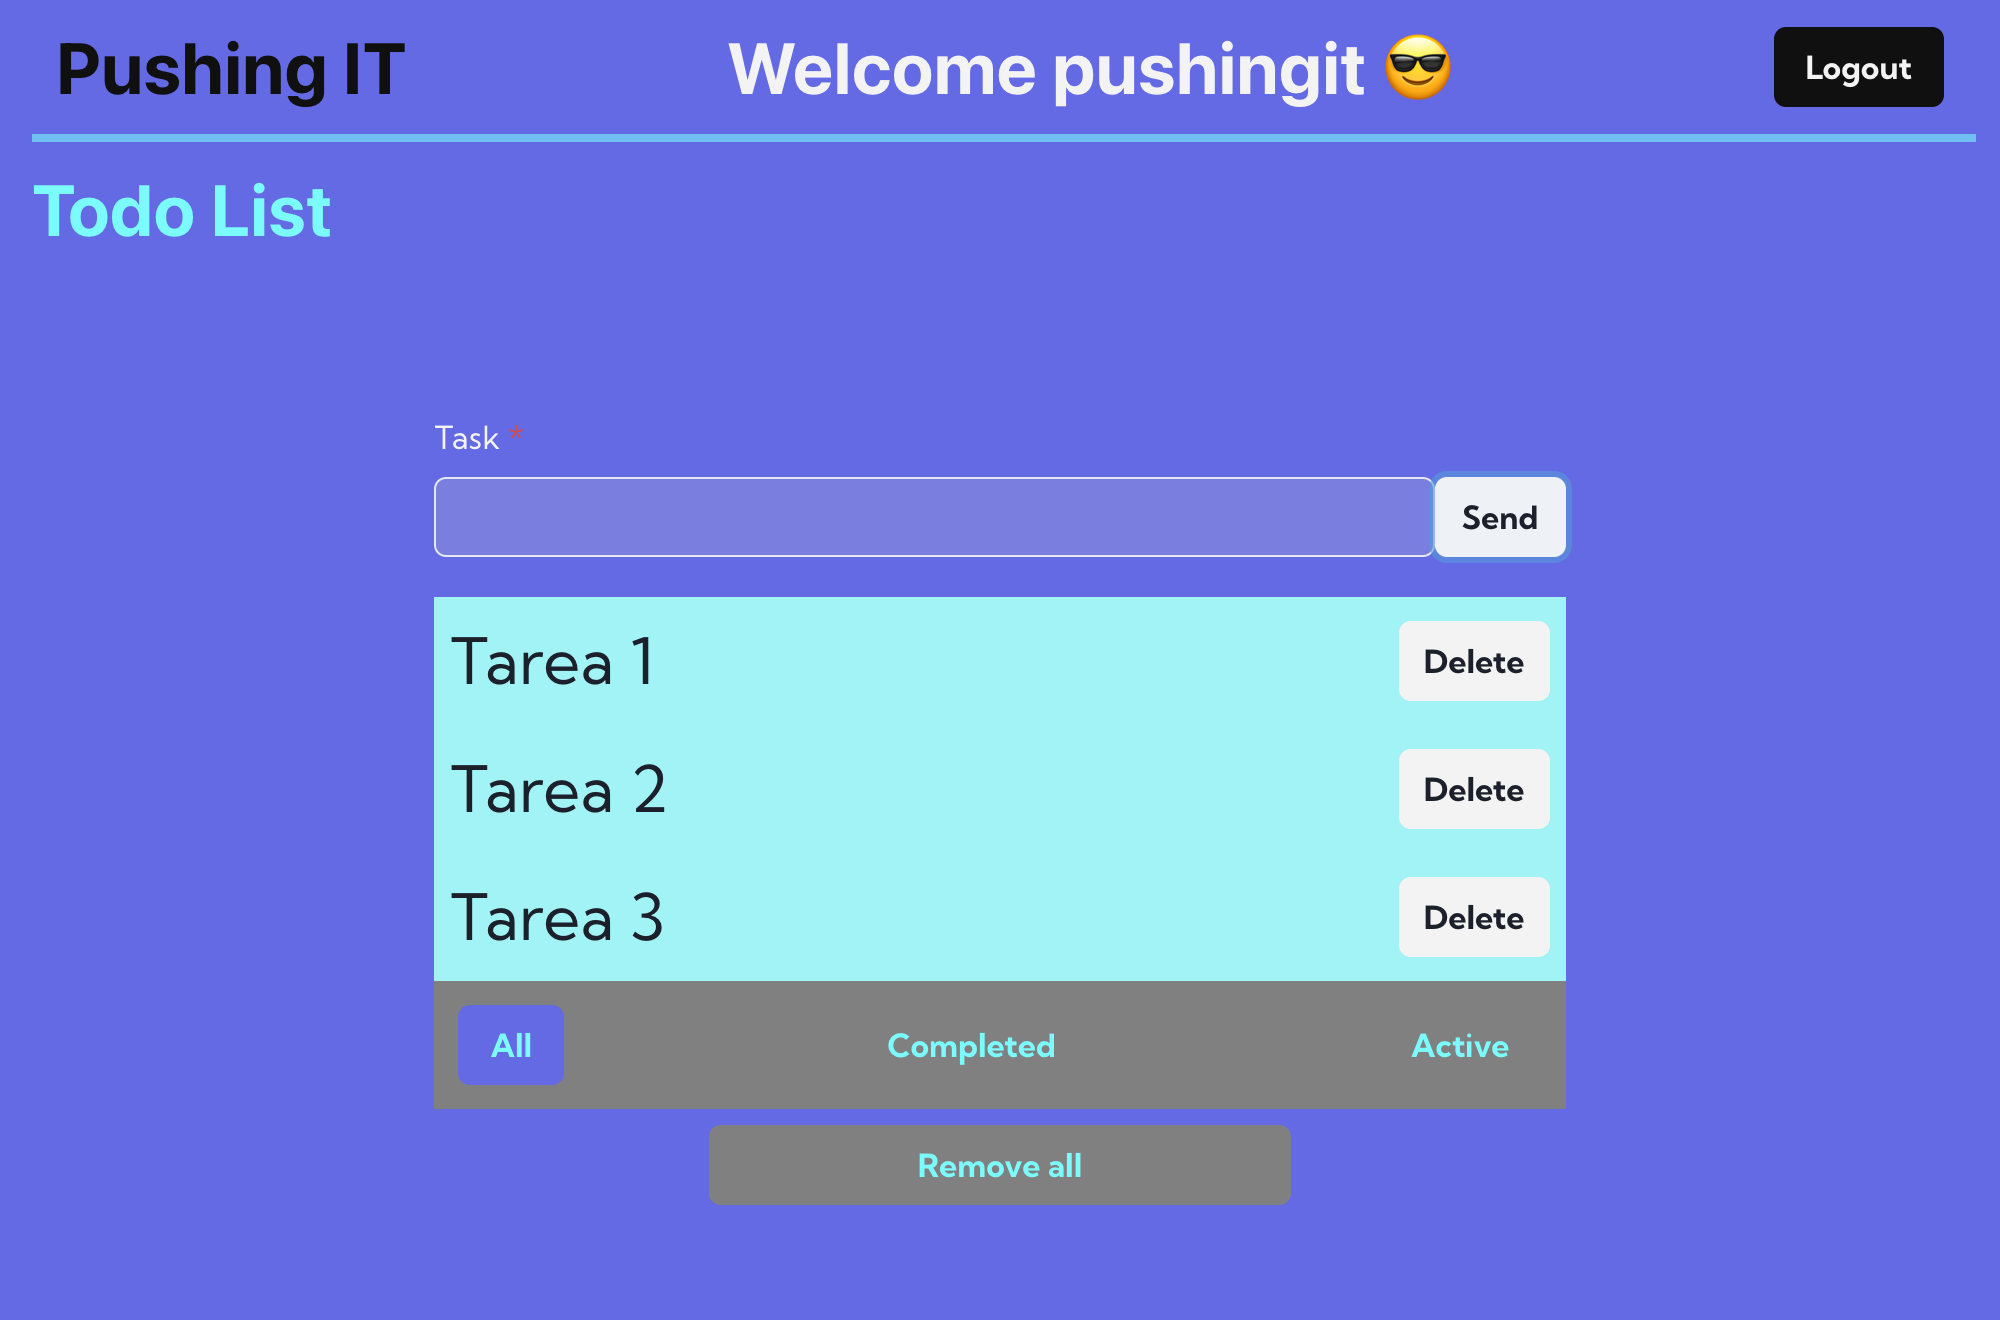 Pushing IT
Welcome pushingit 😎
Logout
Todo List
Task *
Send
Tarea 1
Delete
Tarea 2
Delete
Tarea 3
Delete
All
Completed
Active
Remove all